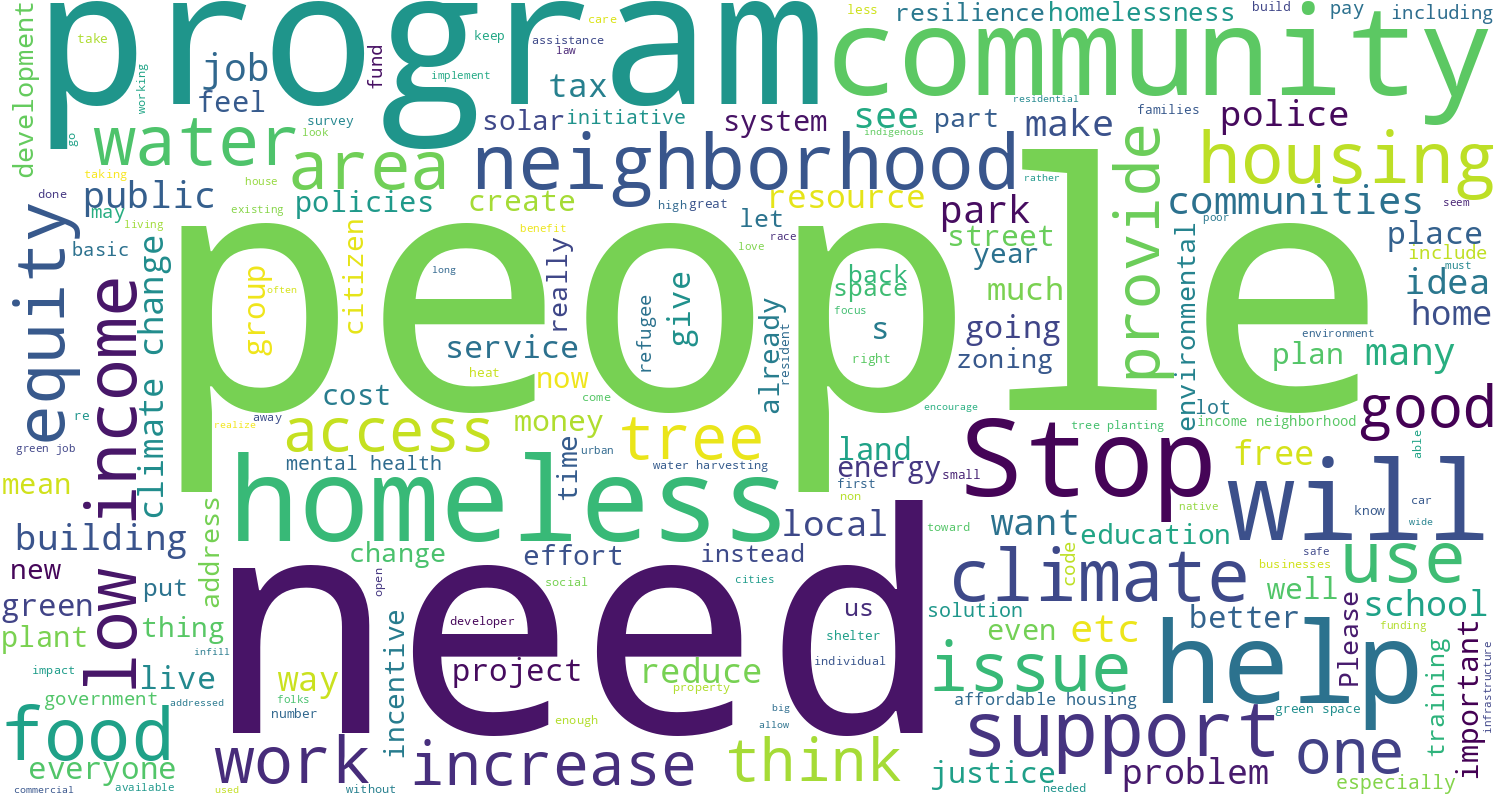 program
community
people
need
take
working
development
job
feel
fund
tax
keep
care
assistance
law
implement
less
resilience
homelessness
build
pay
including
survey
look
go
water
area
solar
initiative
system
see
part
make
residential
indigenous
families
police
neighborhood
provide
housing
taking
house
public
policies
existing
create
resource
high
great
let
race
love
rather
park
street
communities
poor
seem
done
may
living
basic
equity
low income
climate change
group
often
citizen
long
really
benefit
refugee
give
already
resident
back
space
focus
s
right
year
much
going
zoning
environmental
place
include
must
idea
home
environment
plan
many
service
heat
now
come
cost
money
encourage
away
re
realize
green job
access
tree
mental health
time
urban
water harvesting
land
energy
small
first
non
Stop
tree planting
lot
income neighborhood
good
able
free
mean
homeless
local
toward
native
want
education
will
car
know
wide
building
address
change
effort
instead
new
put
open
social
cities
climate
code
safe
businesses
use
well
green
plant
thing
infill
incentive
developer
us
shelter
individual
solution
even
etc
better
school
Please
funding
impact
live
way
folks
project
reduce
property
issue
help
training
important
infrastructure
government
addressed
number
enough
big
allow
affordable housing
green space
food
everyone
work
increase
think
support
one
justice
problem
especially
commercial
available
used
without
needed